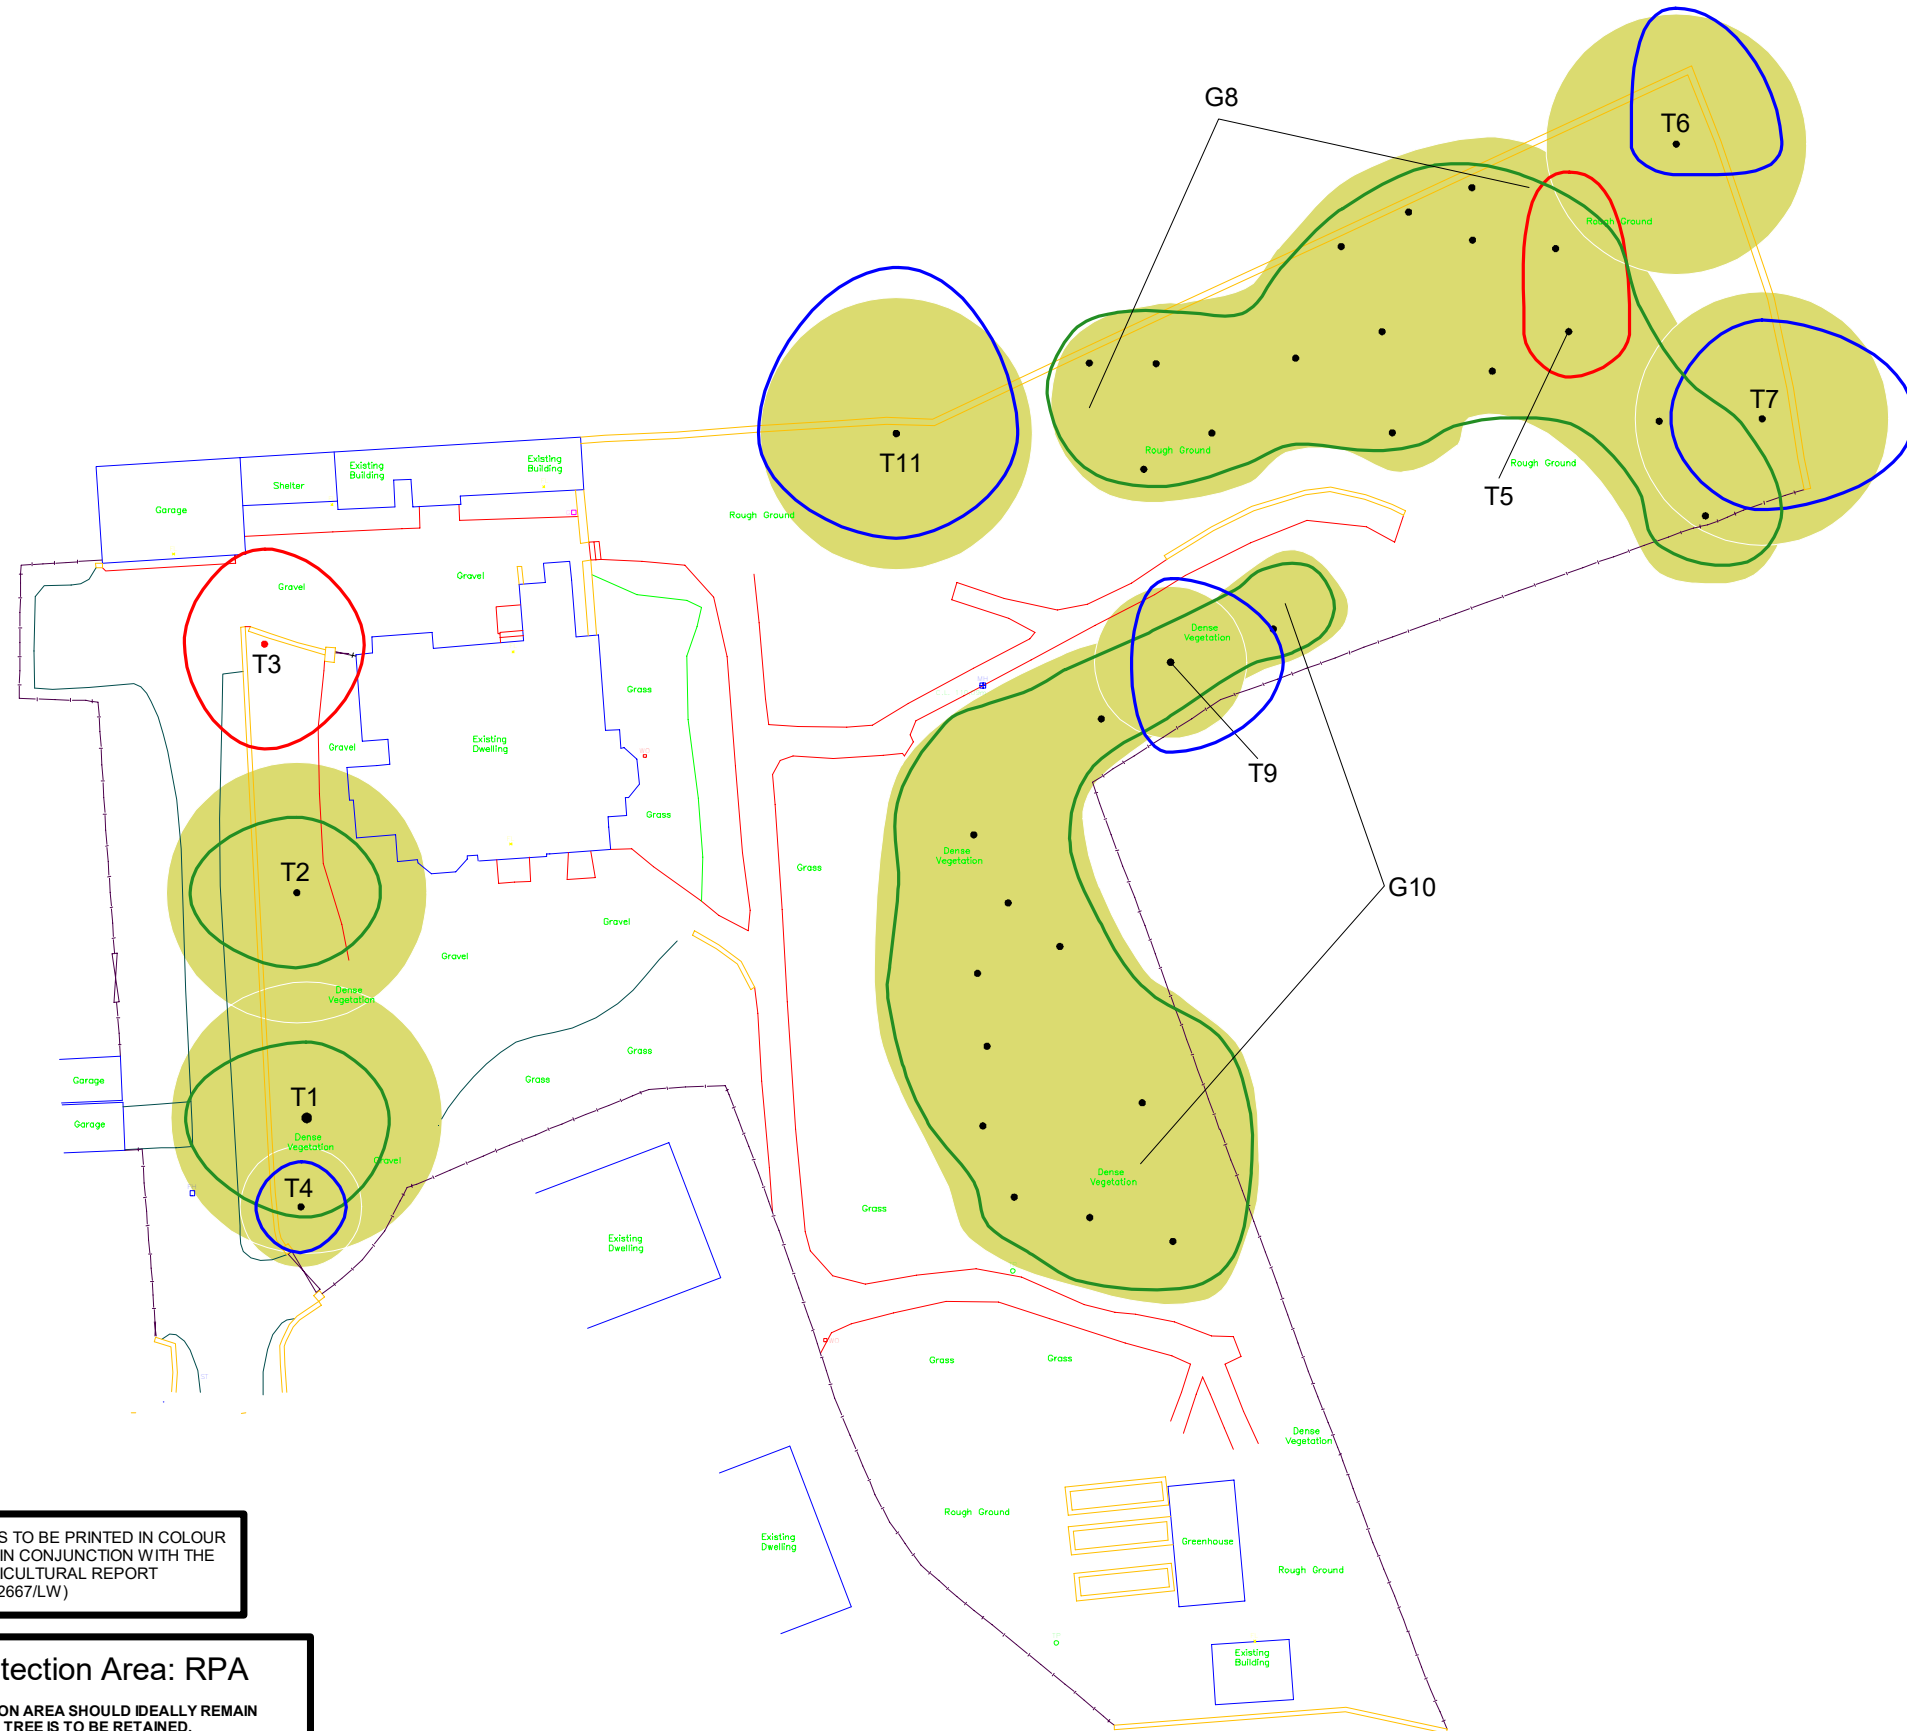 G8
T6
Rough Ground
T7
T11
Rough Ground
Rough Ground
T5
Existing
Building
Existing
Building
Shelter
Garage
Rough Ground
Gravel
Gravel
T3
Dense
Vegetation
Grass
Gravel
Existing
Dwelling
T9
Grass
T2
Dense
Vegetation
Grass
G10
Gravel
Gravel
Dense
Vegetation
Grass
Garage
Grass
T1
Garage
Dense
Vegetation
Gravel
T4
Dense
Vegetation
Grass
Existing
Dwelling
Grass
Grass
Dense
Vegetation
Rough Ground
Existing
Dwelling
Greenhouse
Rough Ground
Existing
Building
S TO BE PRINTED IN COLOUR
IN CONJUNCTION WITH THE
ICULTURAL REPORT
2667/LW)
tection Area: RPA
ON AREA SHOULD IDEALLY REMAIN
TREE IS TO BE RETAINED.